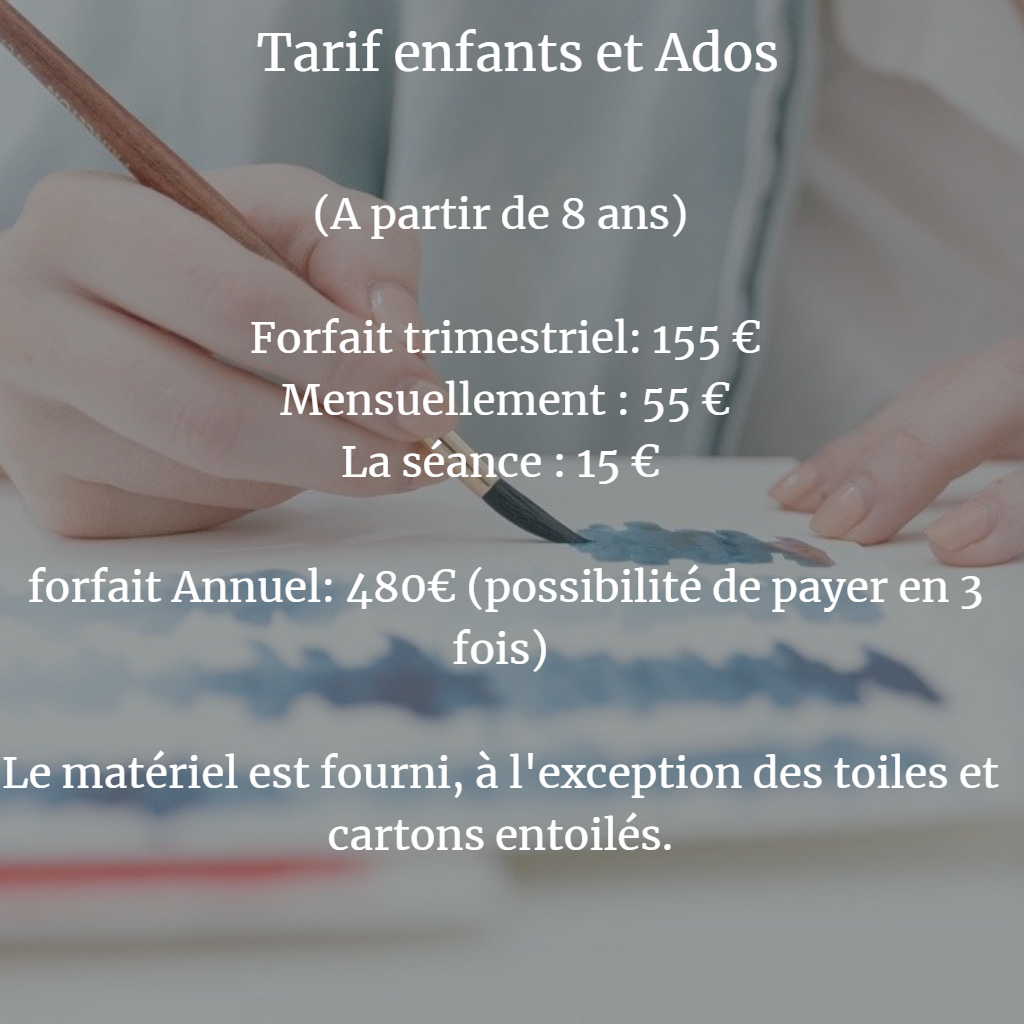 Tarif enfants et Ados
(A partir de 8 ans)
Forfait trimestriel: 155 €
Mensuellement : 55 €
La séance : 15 €
forfait Annuel: 480€ (possibilité de payer en 3
fois)
Le matériel est fourni, à l'exception des toiles et
cartons entoilés.